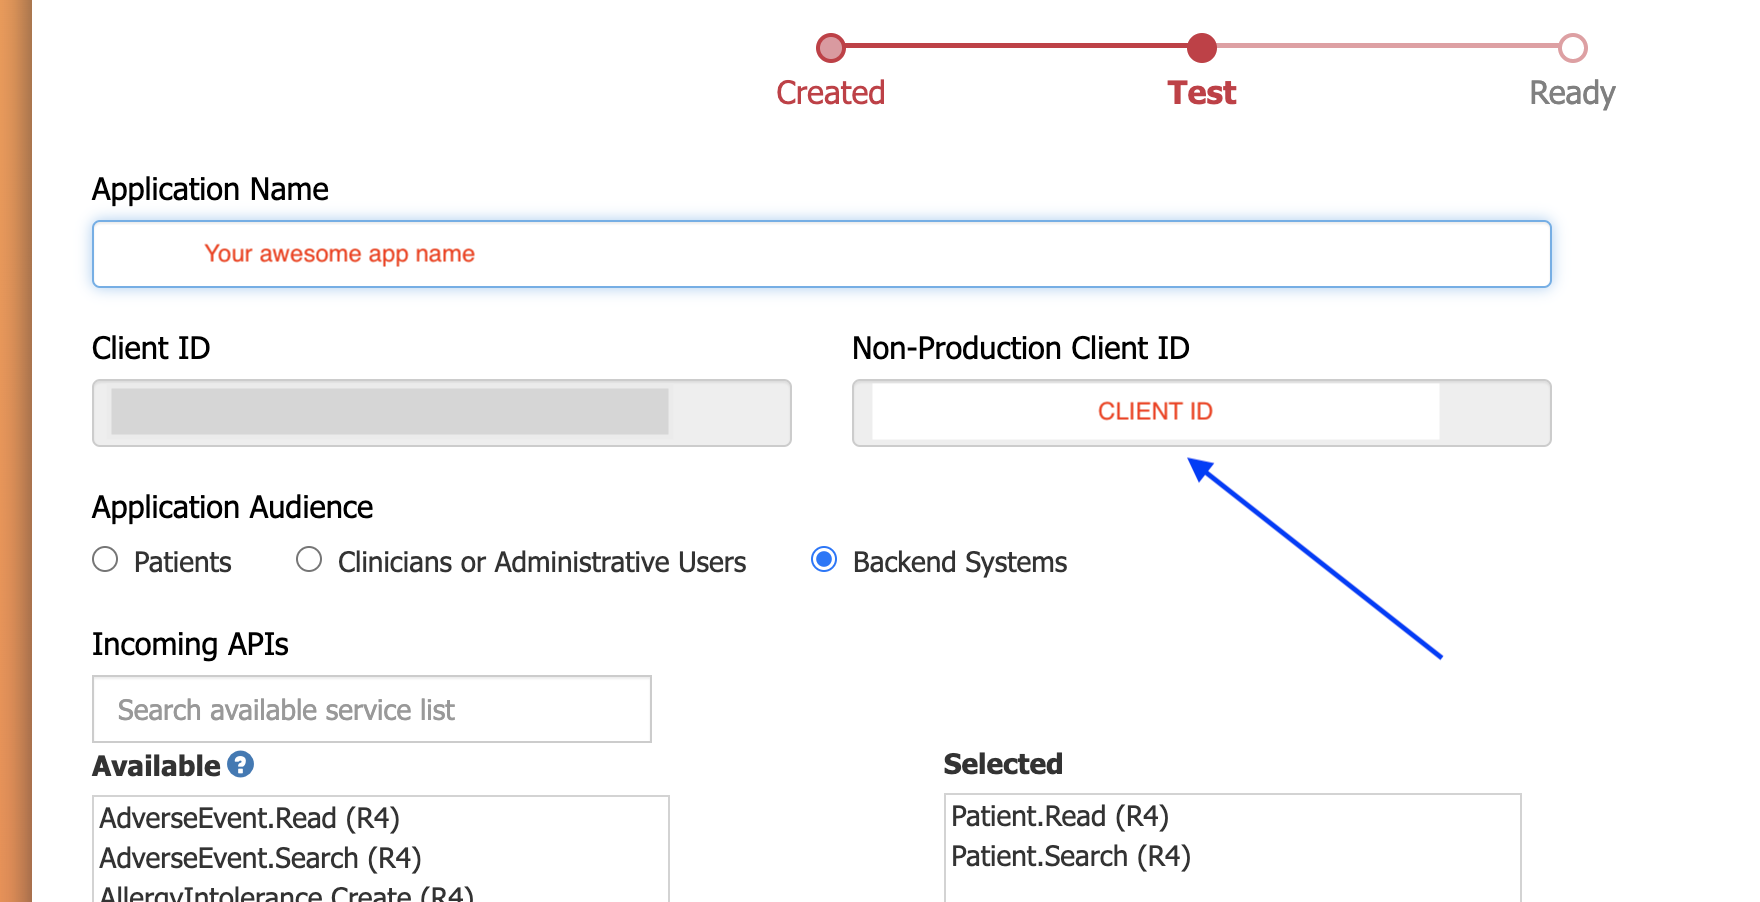 Created
Test
Ready
Application Name
Your awesome app name
Client ID
Non-Production Client ID
CLIENT ID
Application Audience
Patients
Clinicians or Administrative Users
Backend Systems
Incoming APIs
Search available service list
Available ?
Selected
AdverseEvent.Read (R4)
AdverseEvent.Search (R4)
AllergyIntolerance.Create (R4)
Patient.Read (R4)
Patient.Search (R4)